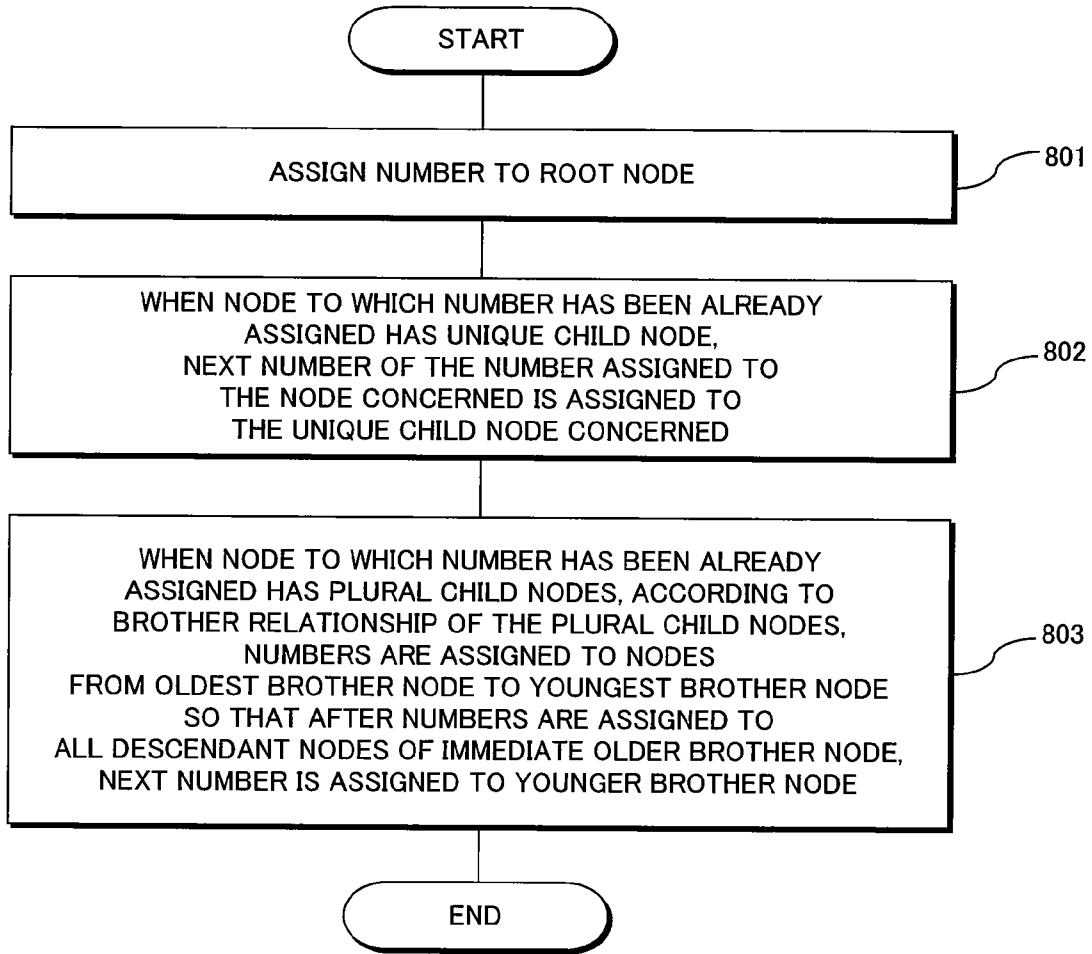 START
ASSIGN NUMBER TO ROOT NODE
801
WHEN NODE TO WHICH NUMBER HAS BEEN ALREADY
ASSIGNED HAS UNIQUE CHILD NODE,
NEXT NUMBER OF THE NUMBER ASSIGNED TO
THE NODE CONCERNED IS ASSIGNED TO
THE UNIQUE CHILD NODE CONCERNED
802
WHEN NODE TO WHICH NUMBER HAS BEEN ALREADY
ASSIGNED HAS PLURAL CHILD NODES, ACCORDING TO
BROTHER RELATIONSHIP OF THE PLURAL CHILD NODES,
NUMBERS ARE ASSIGNED TO NODES
FROM OLDEST BROTHER NODE TO YOUNGEST BROTHER NODE
SO THAT AFTER NUMBERS ARE ASSIGNED TO
ALL DESCENDANT NODES OF IMMEDIATE OLDER BROTHER NODE,
NEXT NUMBER IS ASSIGNED TO YOUNGER BROTHER NODE
803
END